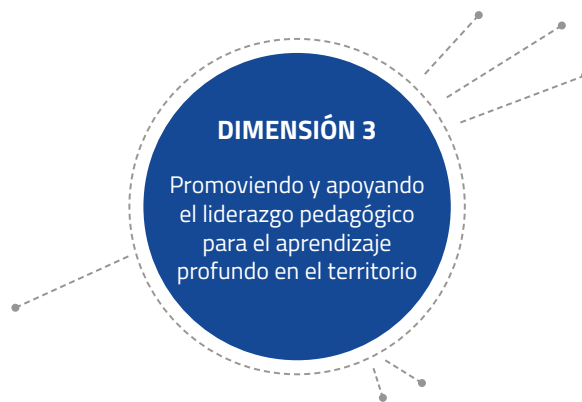 DIMENSIÓN 3
Promoviendo y apoyando
el liderazgo pedagógico
para el aprendizaje
profundo en el territorio